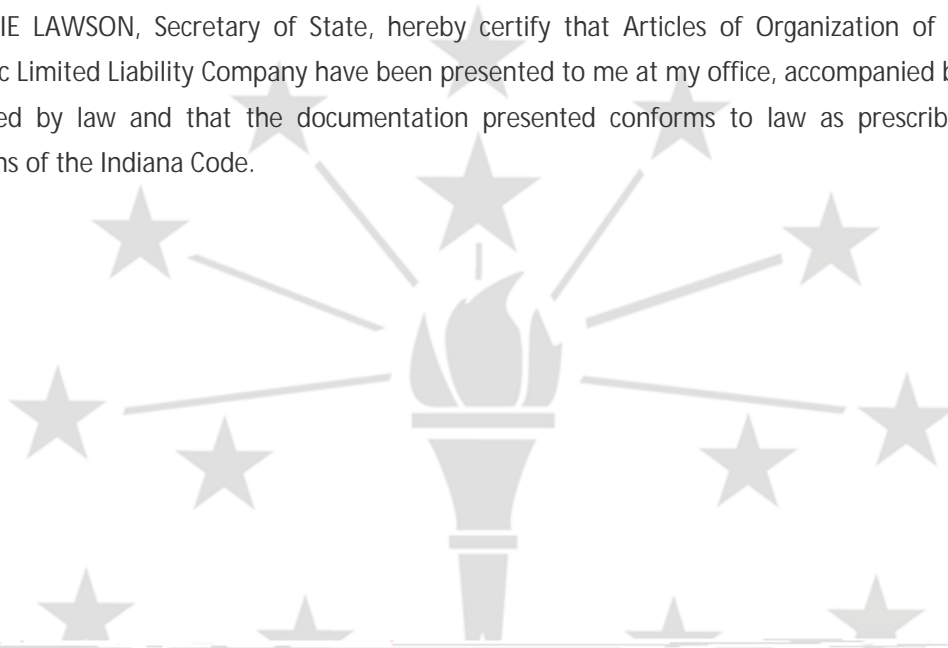 IE LAWSON, Secretary of State, hereby certify that Articles of Organization of
c Limited Liability Company have been presented to me at my office, accompanied b
ed by law and that the documentation presented conforms to law as prescrib
ns of the Indiana Code.